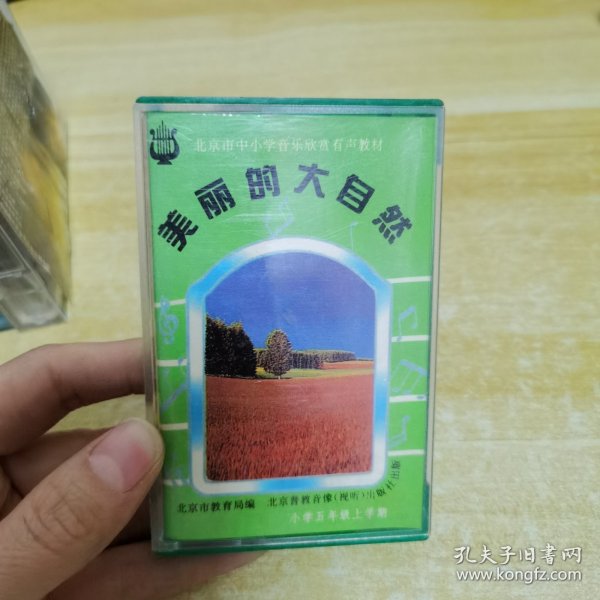 北京市中小学音乐欣赏有声教材
美丽的大自然
北京市教育局编 北京普教音像(视听)出版社出版
小学五年级上学期
孔夫子旧书网
www.kongfz.com